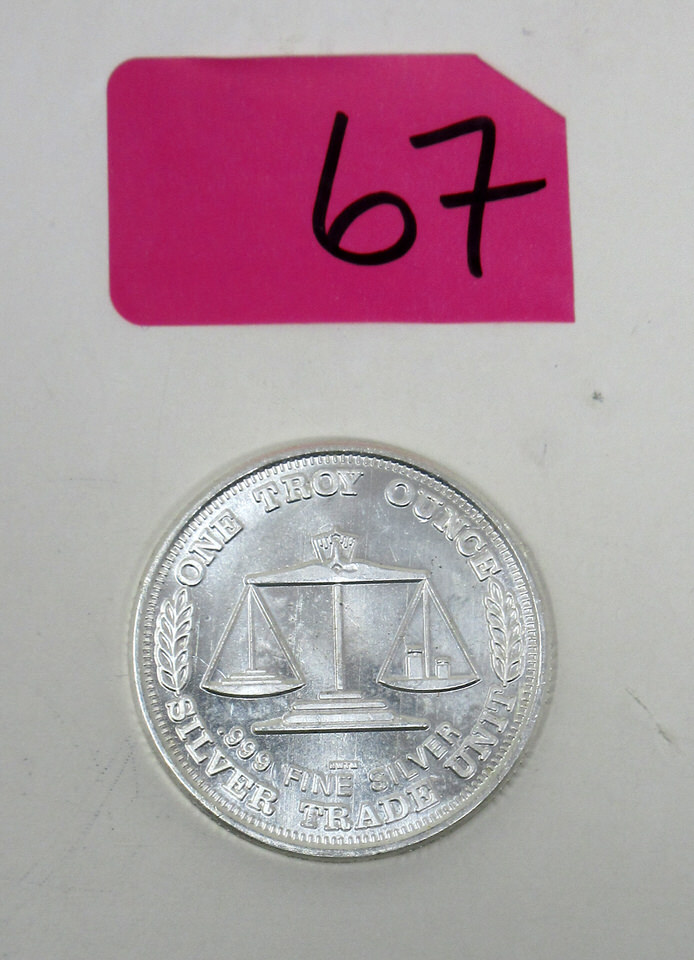 67
ONE TROY OUNCE
.999 FINE SILVER
SILVER TRADE UNIT